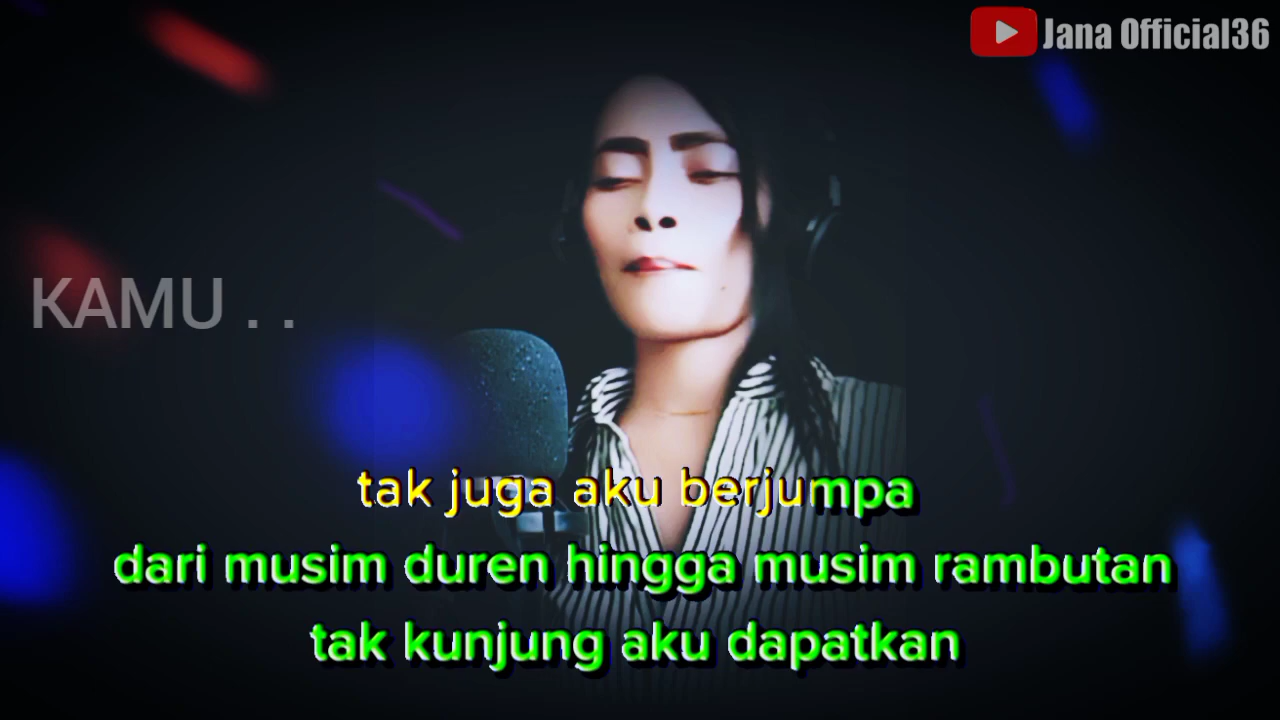 Jana Official36
KAMU . .
tak juga aku berjumpa
dari musim duren hingga musim rambutan
tak kunjung aku dapatkan